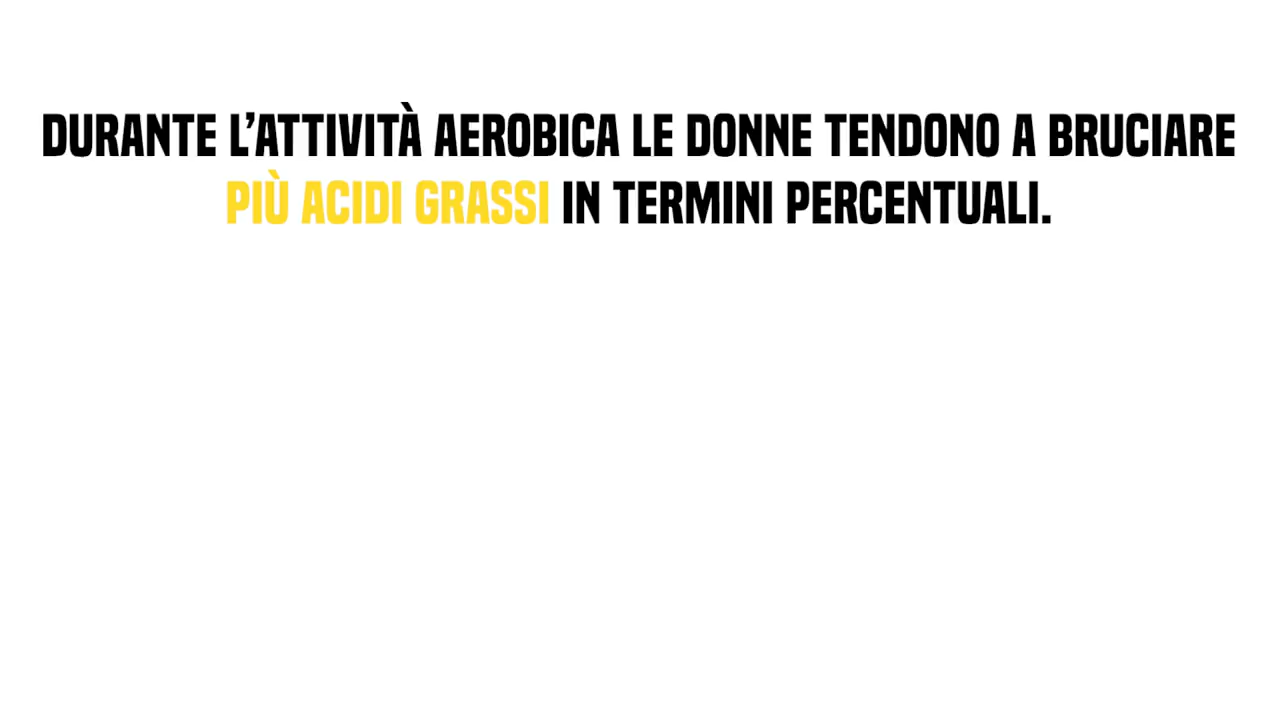 DURANTE L’ATTIVITÀ AEROBICA LE DONNE TENDONO A BRUCIARE
PIÙ ACIDI GRASSI IN TERMINI PERCENTUALI.